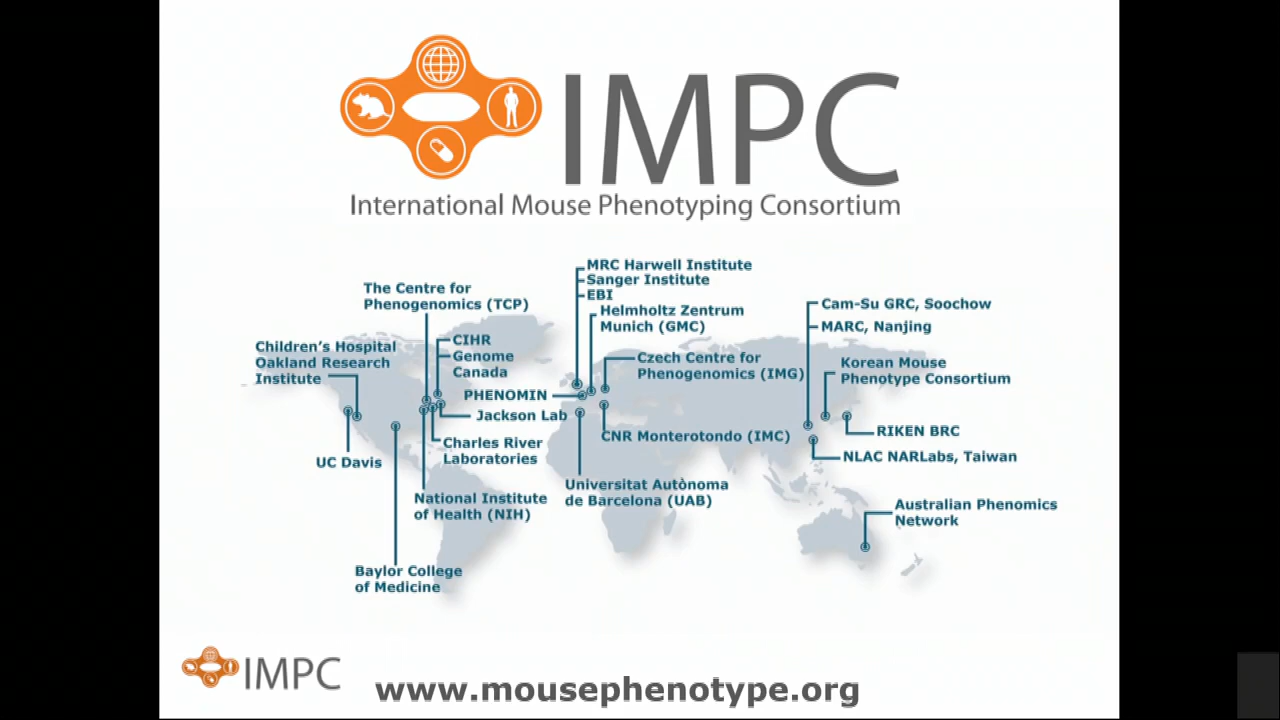 IMPC
International Mouse Phenotyping Consortium
MRC Harwell Institute
Sanger Institute
EBI
The Centre for
Phenogenomics (TCP)
Helmholtz Zentrum
Munich (GMC)
Cam-Su GRC, Soochow
MARC, Nanjing
Children's Hospital
Oakland Research
Institute
CIHR
Genome
Canada
Czech Centre for
Phenogenomics (IMG)
Korean Mouse
Phenotype Consortium
PHENOMIN
Jackson Lab
CNR Monterotondo (IMC)
RIKEN BRC
Charles River
Laboratories
UC Davis
NLAC NARLabs, Taiwan
National Institute
of Health (NIH)
Universitat Autònoma
de Barcelona (UAB)
Australian Phenomics
Network
Baylor College
of Medicine
IMPC
www.mousephenotype.org